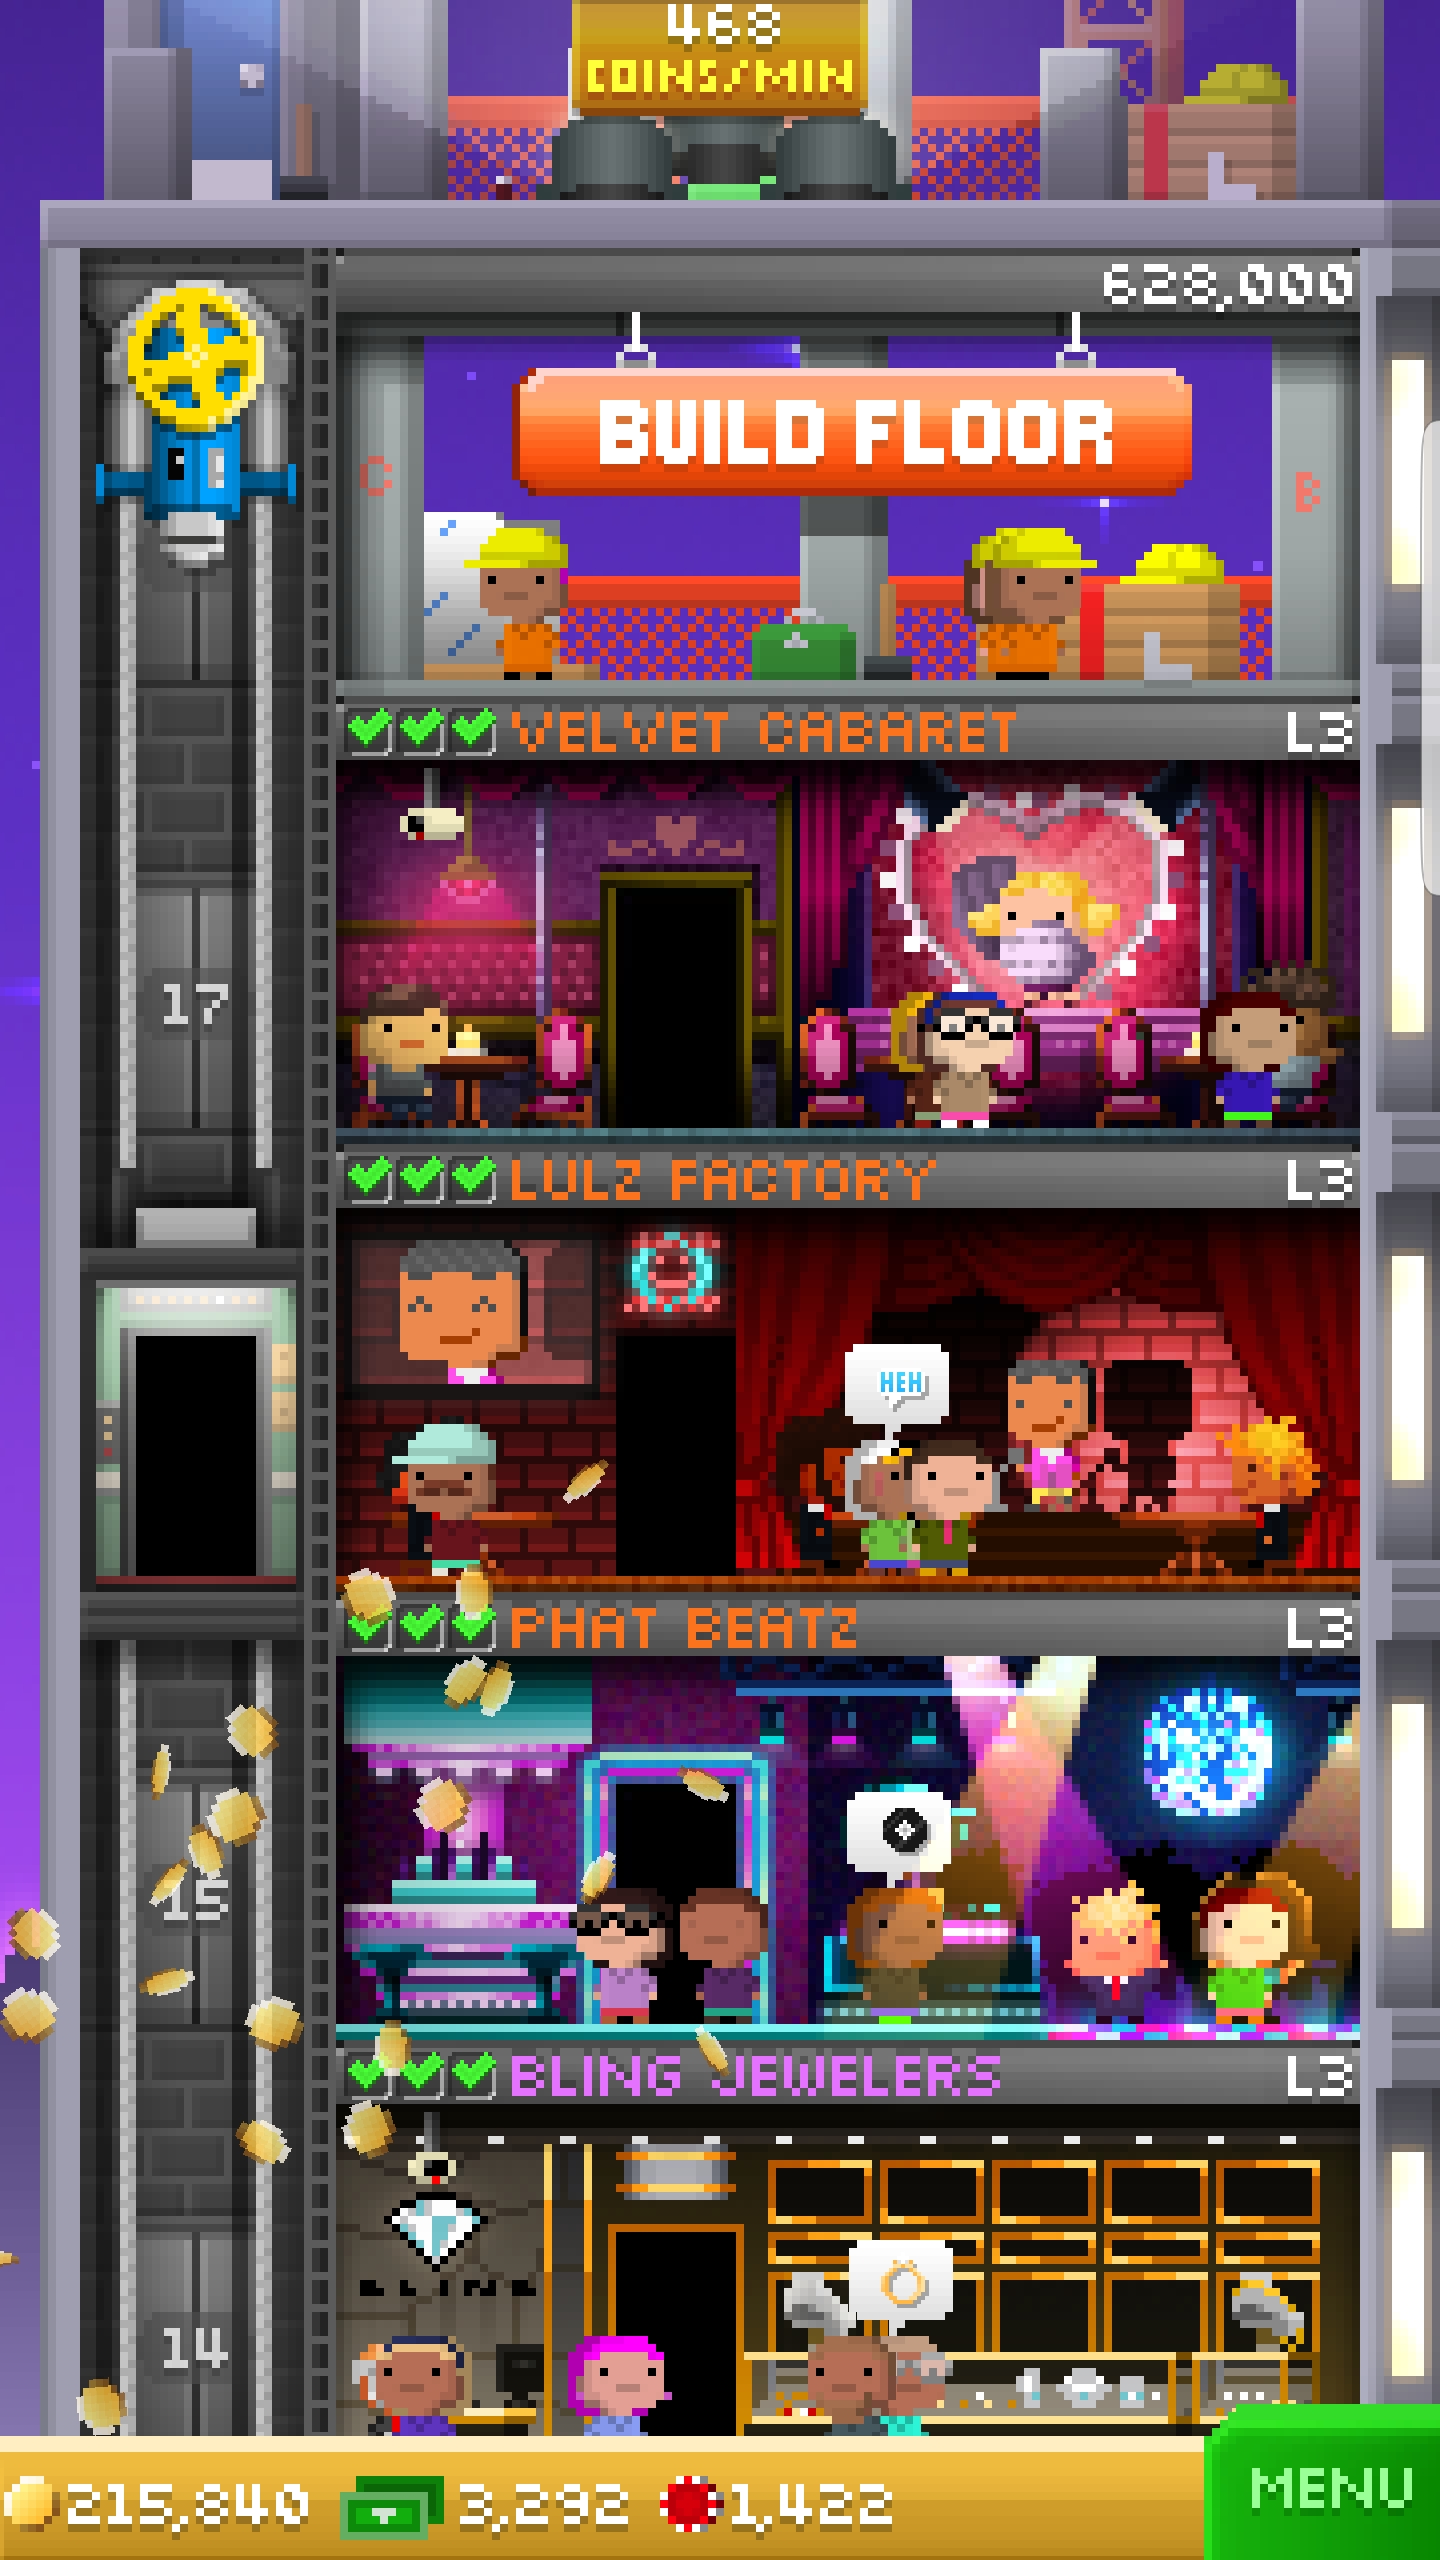 468
COINS/MIN
628,000
BUILD FLOOR
C
B
VELVET CABARET L3
17
LULZ FACTORY L3
HEH
PHAT BEATZ L3
15
BLING JEWELERS L3
BLING
14
215,840 3,292 1,422 MENU